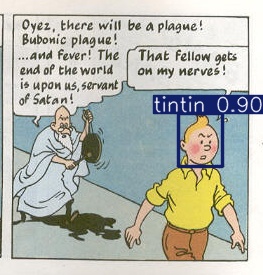 Oyez, there will be a plague!
Bubonic plague!
...and fever! The
end of the world
is upon us, servant
of Satan!
That fellow gets
on my nerves!
tintin 0.90